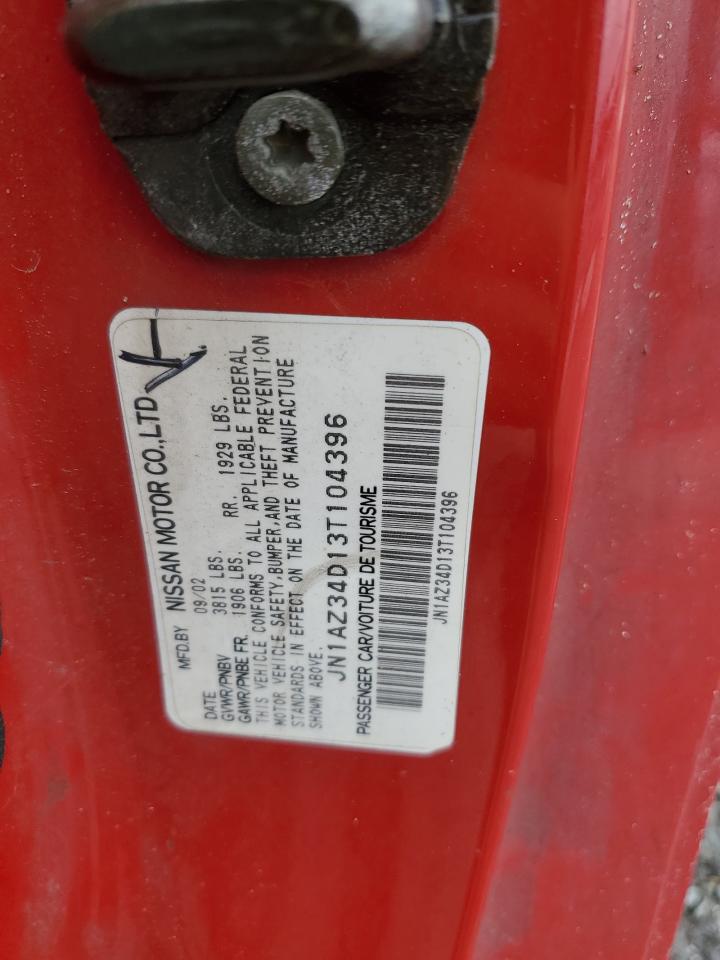 MFD.BY NISSAN MOTOR CO.,LTD
DATE 09/02
GVWR/PNBV 3815 LBS.
GAWR/PNBE FR. 1906 LBS. RR. 1929 LBS.
THIS VEHICLE CONFORMS TO ALL APPLICABLE FEDERAL
MOTOR VEHICLE SAFETY,BUMPER,AND THEFT PREVENTION
STANDARDS IN EFFECT ON THE DATE OF MANUFACTURE
SHOWN ABOVE.
JN1AZ34D13T104396
PASSENGER CAR/VOITURE DE TOURISME
JN1AZ34D13T104396